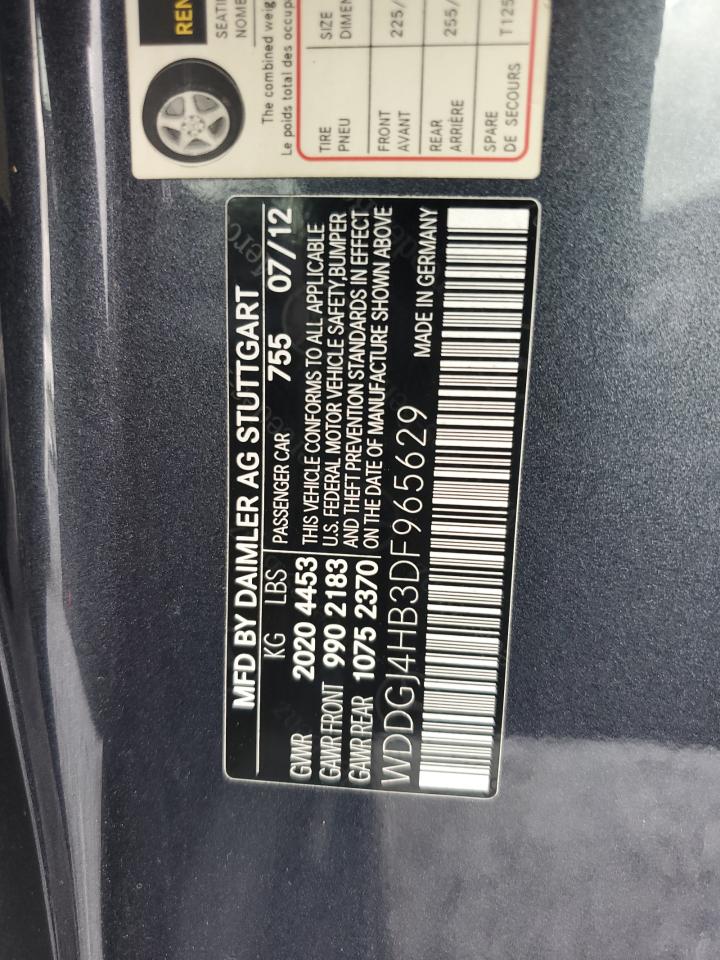 REN
SEATI
NOMB
The combined weig
Le poids total des occup
TIRE SIZE
PNEU DIMEN
FRONT 225/
AVANT
REAR 255/
ARRIÈRE
SPARE T125
DE SECOURS
MFD BY DAIMLER AG STUTTGART
KG LBS PASSENGER CAR 755 07/12
GVWR 2020 4453 THIS VEHICLE CONFORMS TO ALL APPLICABLE
GAWR FRONT 990 2183 U.S. FEDERAL MOTOR VEHICLE SAFETY, BUMPER
GAWR REAR 1075 2370 AND THEFT PREVENTION STANDARDS IN EFFECT
ON THE DATE OF MANUFACTURE SHOWN ABOVE
WDDGJ4HB3DF965629 MADE IN GERMANY